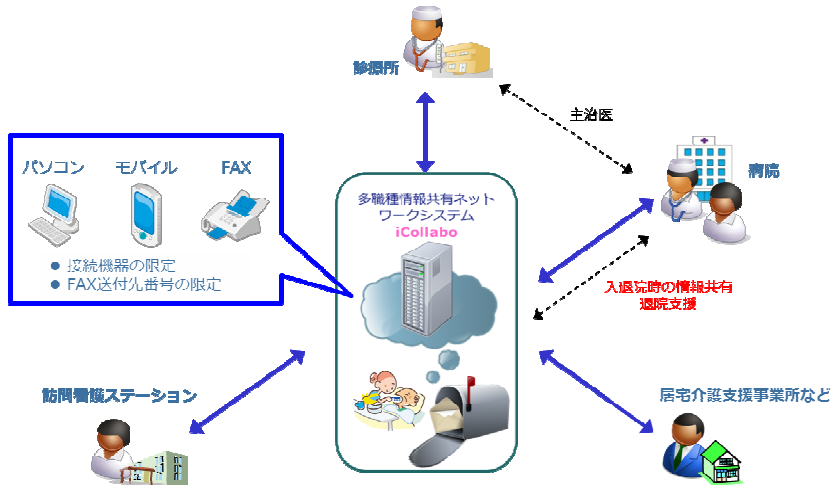 診療所
主治医
パソコン モバイル FAX
病院
多職種情報共有ネット
ワークシステム
iCollabo
● 接続機器の限定
● FAX送付先番号の限定
入退院時の情報共有
退院支援
訪問看護ステーション
居宅介護支援事業所など